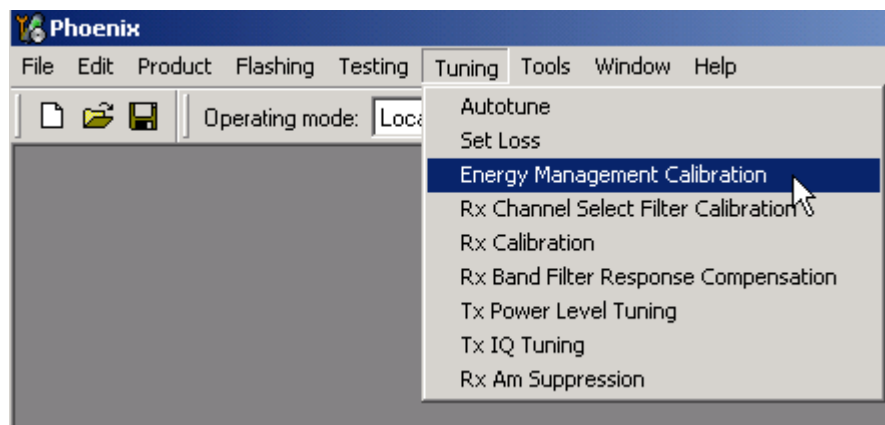 Phoenix
File Edit Product Flashing Testing Tuning Tools Window Help
Operating mode: Loca
Autotune
Set Loss
Energy Management Calibration
Rx Channel Select Filter Calibration
Rx Calibration
Rx Band Filter Response Compensation
Tx Power Level Tuning
Tx IQ Tuning
Rx Am Suppression